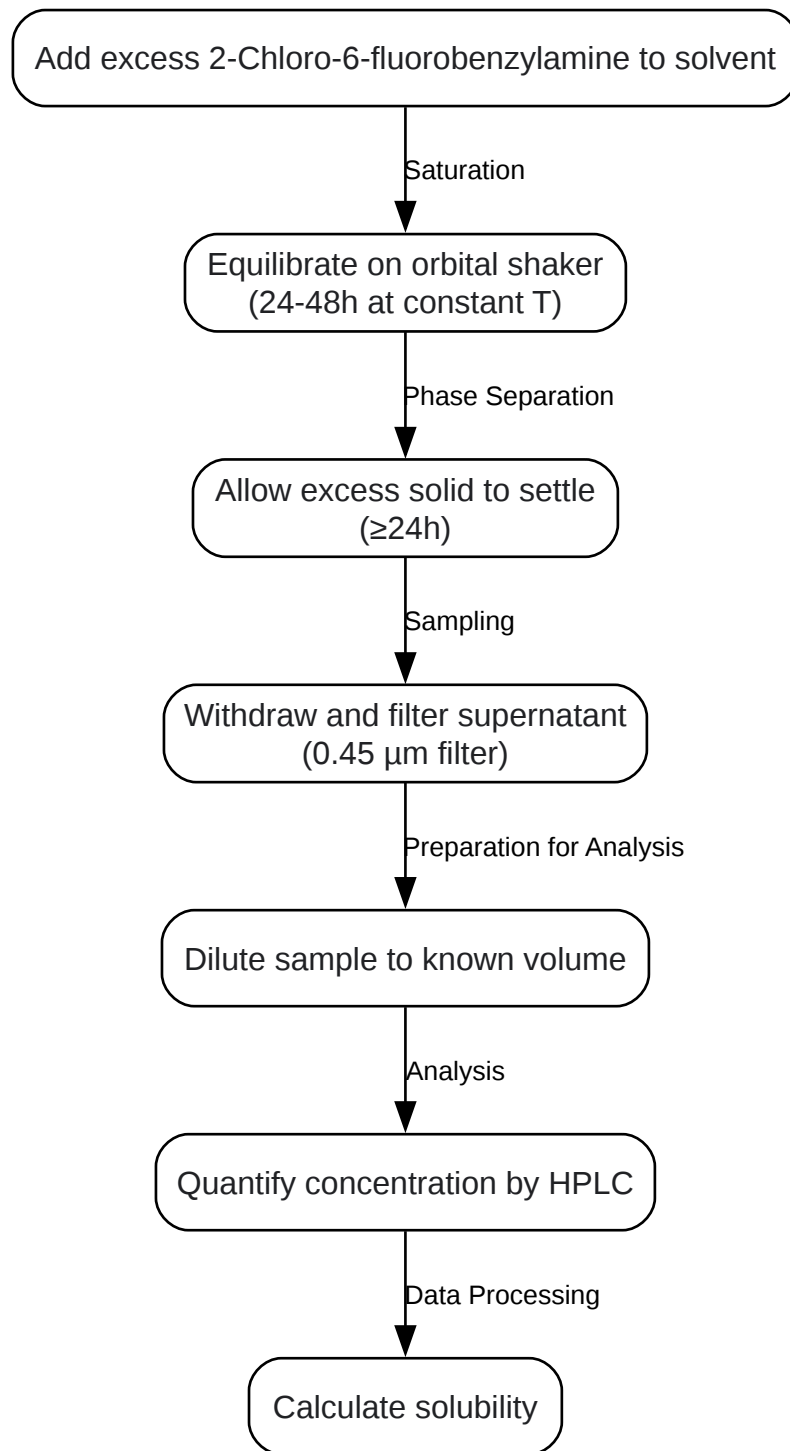 Add excess 2-Chloro-6-fluorobenzylamine to solvent
Saturation
Equilibrate on orbital shaker
(24-48h at constant T)
Phase Separation
Allow excess solid to settle
(≥24h)
Sampling
Withdraw and filter supernatant
(0.45 µm filter)
Preparation for Analysis
Dilute sample to known volume
Analysis
Quantify concentration by HPLC
Data Processing
Calculate solubility